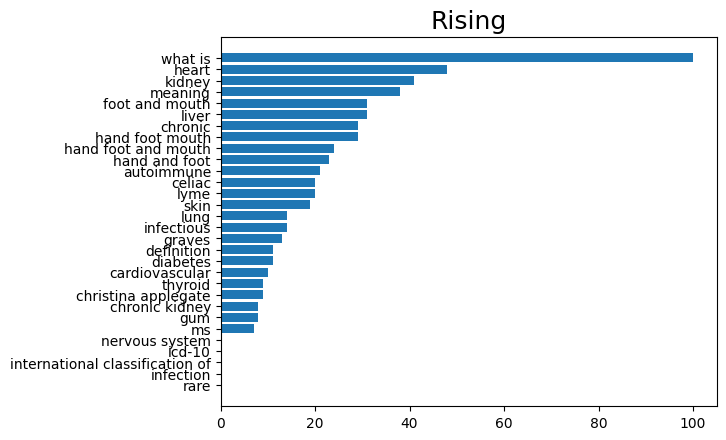 Rising
what is
heart
kidney
meaning
foot and mouth
liver
chronic
hand foot mouth
hand foot and mouth
hand and foot
autoimmune
celiac
lyme
skin
lung
infectious
graves
definition
diabetes
cardiovascular
thyroid
christina applegate
chronic kidney
gum
ms
nervous system
icd-10
international classification of
infection
rare
0 20 40 60 80 100